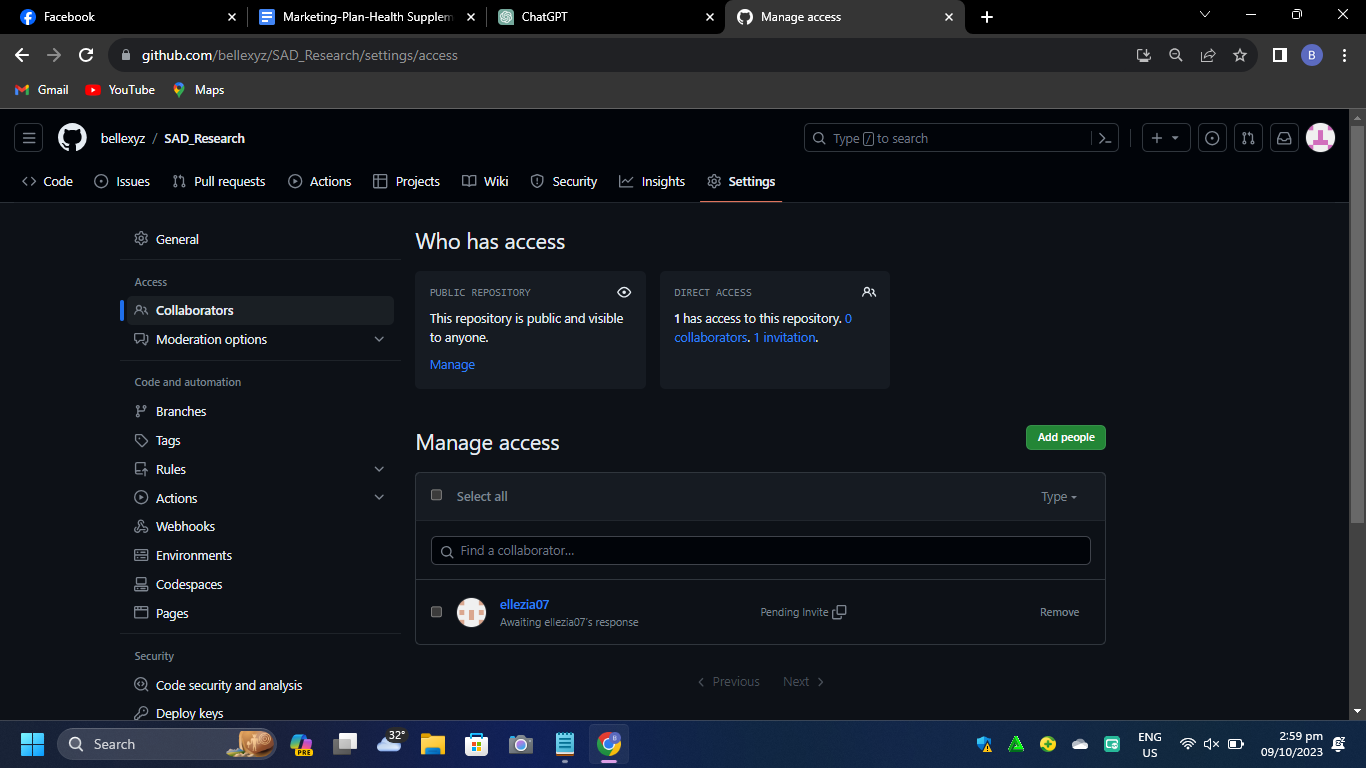 Facebook
Marketing-Plan-Health Supplem
ChatGPT
Manage access
github.com/bellexyz/SAD_Research/settings/access
B
Gmail
YouTube
Maps
bellexyz / SAD_Research
Type / to search
Code
Issues
Pull requests
Actions
Projects
Wiki
Security
Insights
Settings
General
Access
Collaborators
Moderation options
Code and automation
Branches
Tags
Rules
Actions
Webhooks
Environments
Codespaces
Pages
Security
Code security and analysis
Deploy keys
Who has access
PUBLIC REPOSITORY
This repository is public and visible
to anyone.
Manage
DIRECT ACCESS
1 has access to this repository. 0
collaborators. 1 invitation.
Manage access
Add people
Select all
Type
Find a collaborator...
ellezia07
Awaiting ellezia07's response
Pending Invite
Remove
Previous
Next
Search
PRE
32°
ENG
US
2:59 pm
09/10/2023